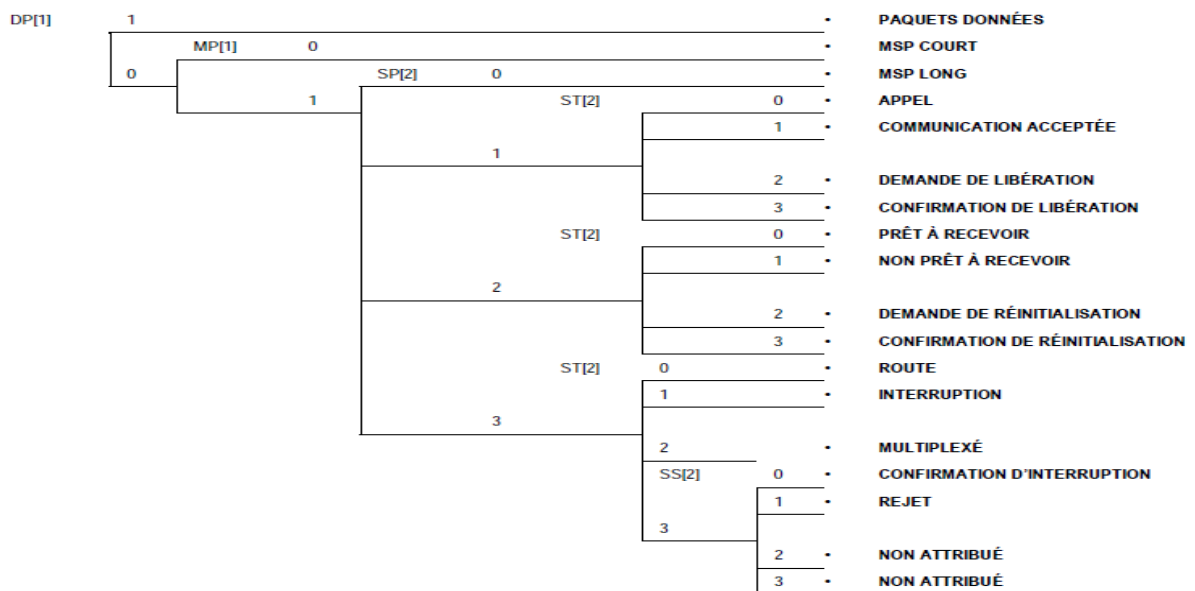 DP[1] 1 • PAQUETS DONNÉES
MP[1] 0 • MSP COURT
0 SP[2] 0 • MSP LONG
1 ST[2] 0 • APPEL
1 • COMMUNICATION ACCEPTÉE
1
2 • DEMANDE DE LIBÉRATION
3 • CONFIRMATION DE LIBÉRATION
ST[2] 0 • PRÊT À RECEVOIR
1 • NON PRÊT À RECEVOIR
2
2 • DEMANDE DE RÉINITIALISATION
3 • CONFIRMATION DE RÉINITIALISATION
ST[2] 0 • ROUTE
1 • INTERRUPTION
3
2 • MULTIPLEXÉ
SS[2] 0 • CONFIRMATION D'INTERRUPTION
1 • REJET
3
2 • NON ATTRIBUÉ
3 • NON ATTRIBUÉ